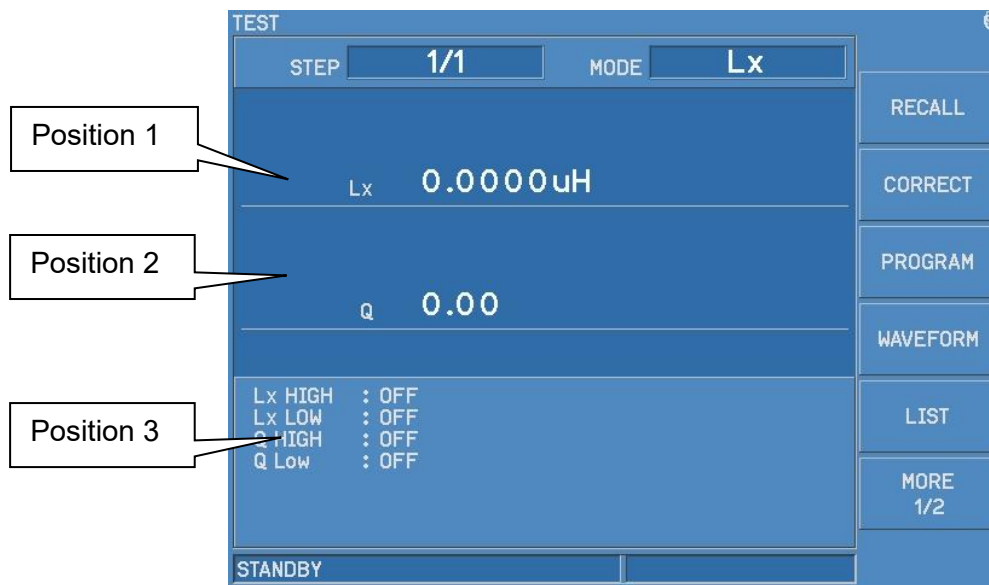 TEST
STEP 1/1 MODE Lx
RECALL
Position 1
Lx 0.0000uH
CORRECT
Position 2
PROGRAM
Q 0.00
WAVEFORM
Lx HIGH : OFF
Lx LOW : OFF
Position 3
Q HIGH : OFF
Q Low : OFF
LIST
MORE
1/2
STANDBY